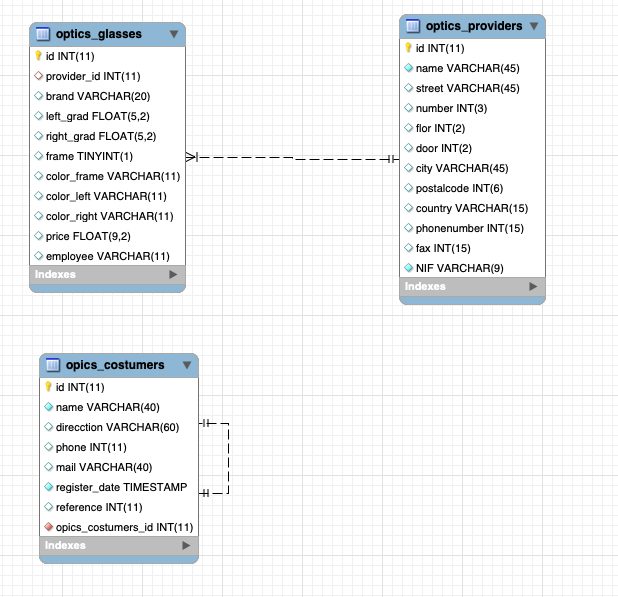 optics_glasses
id INT(11)
provider_id INT(11)
brand VARCHAR(20)
left_grad FLOAT(5,2)
right_grad FLOAT(5,2)
frame TINYINT(1)
color_frame VARCHAR(11)
color_left VARCHAR(11)
color_right VARCHAR(11)
price FLOAT(9,2)
employee VARCHAR(11)
Indexes
optics_providers
id INT(11)
name VARCHAR(45)
street VARCHAR(45)
number INT(3)
flor INT(2)
door INT(2)
city VARCHAR(45)
postalcode INT(6)
country VARCHAR(15)
phonenumber INT(15)
fax INT(15)
NIF VARCHAR(9)
Indexes
opics_costumers
id INT(11)
name VARCHAR(40)
direcction VARCHAR(60)
phone INT(11)
mail VARCHAR(40)
register_date TIMESTAMP
reference INT(11)
opics_costumers_id INT(11)
Indexes